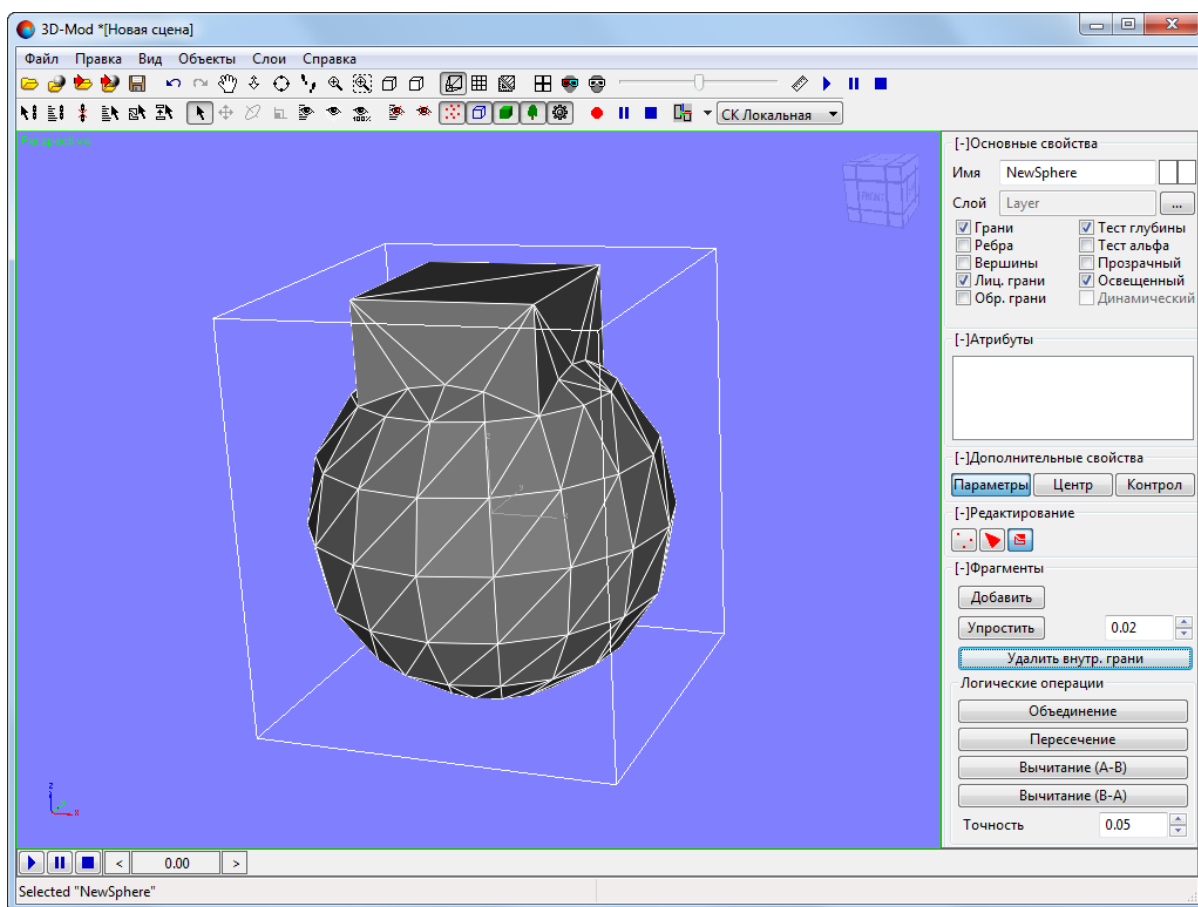 3D-Mod *[Новая сцена]
Файл Правка Вид Объекты Слои Справка
100%
СК Локальная
Perspective
FRONT
[-]Основные свойства
Имя NewSphere
Слой Layer ...
Грани Тест глубины
Ребра Тест альфа
Вершины Прозрачный
Лиц. грани Освещенный
Обр. грани Динамический
[-]Атрибуты
[-]Дополнительные свойства
Параметры Центр Контрол
[-]Редактирование
[-]Фрагменты
Добавить
Упростить 0.02
Удалить внутр. грани
Логические операции
Объединение
Пересечение
Вычитание (A-B)
Вычитание (B-A)
Точность 0.05
z
y
x
z
x
< 0.00 >
Selected "NewSphere"